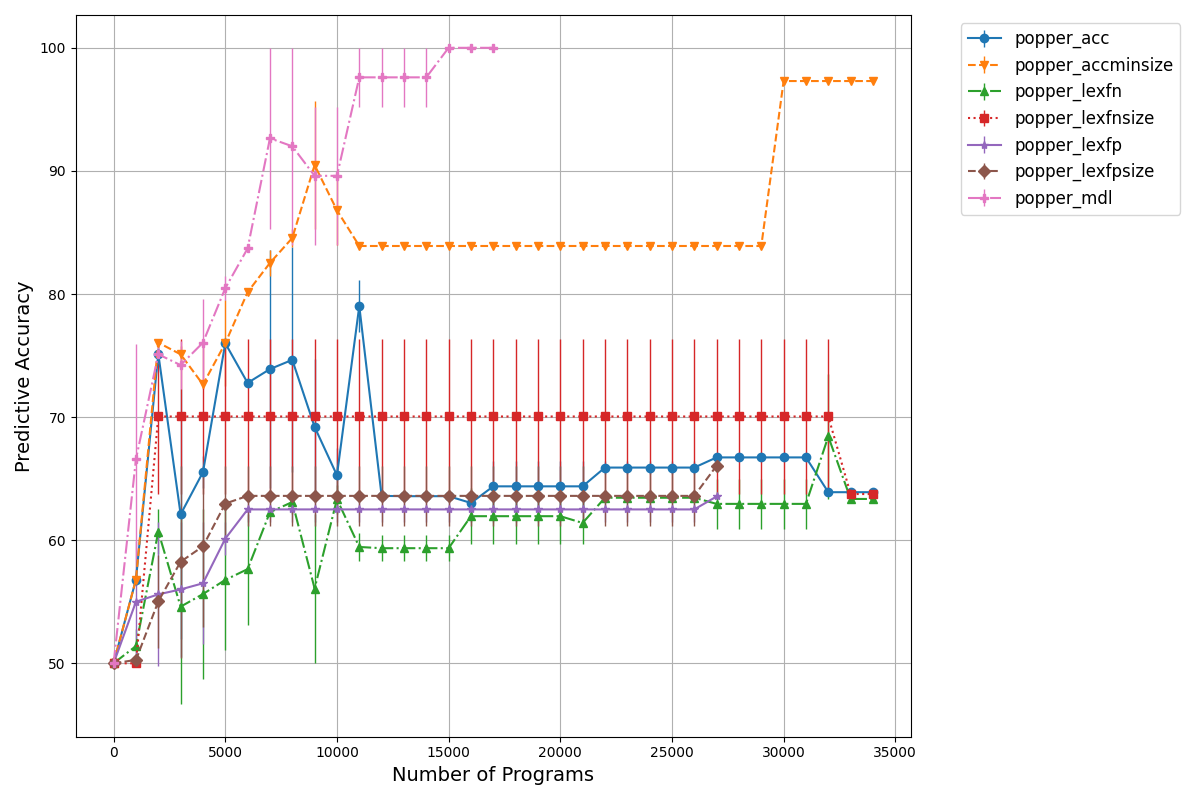 100
90
80
70
60
50
Predictive Accuracy
0
5000
10000
15000
20000
25000
30000
35000
Number of Programs
popper_acc
popper_accminsize
popper_lexfn
popper_lexfnsize
popper_lexfp
popper_lexfpsize
popper_mdl